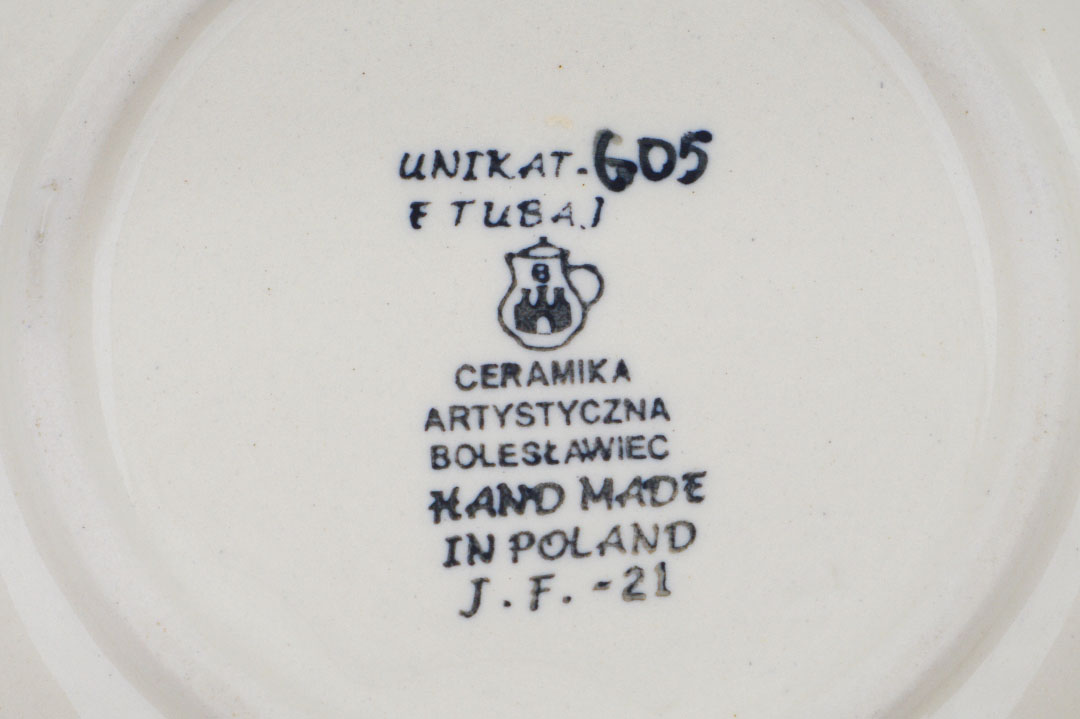 UNIKAT-605
E TUBAJ
B
CERAMIKA
ARTYSTYCZNA
BOLESŁAWIEC
HAND MADE
IN POLAND
J.F.-21